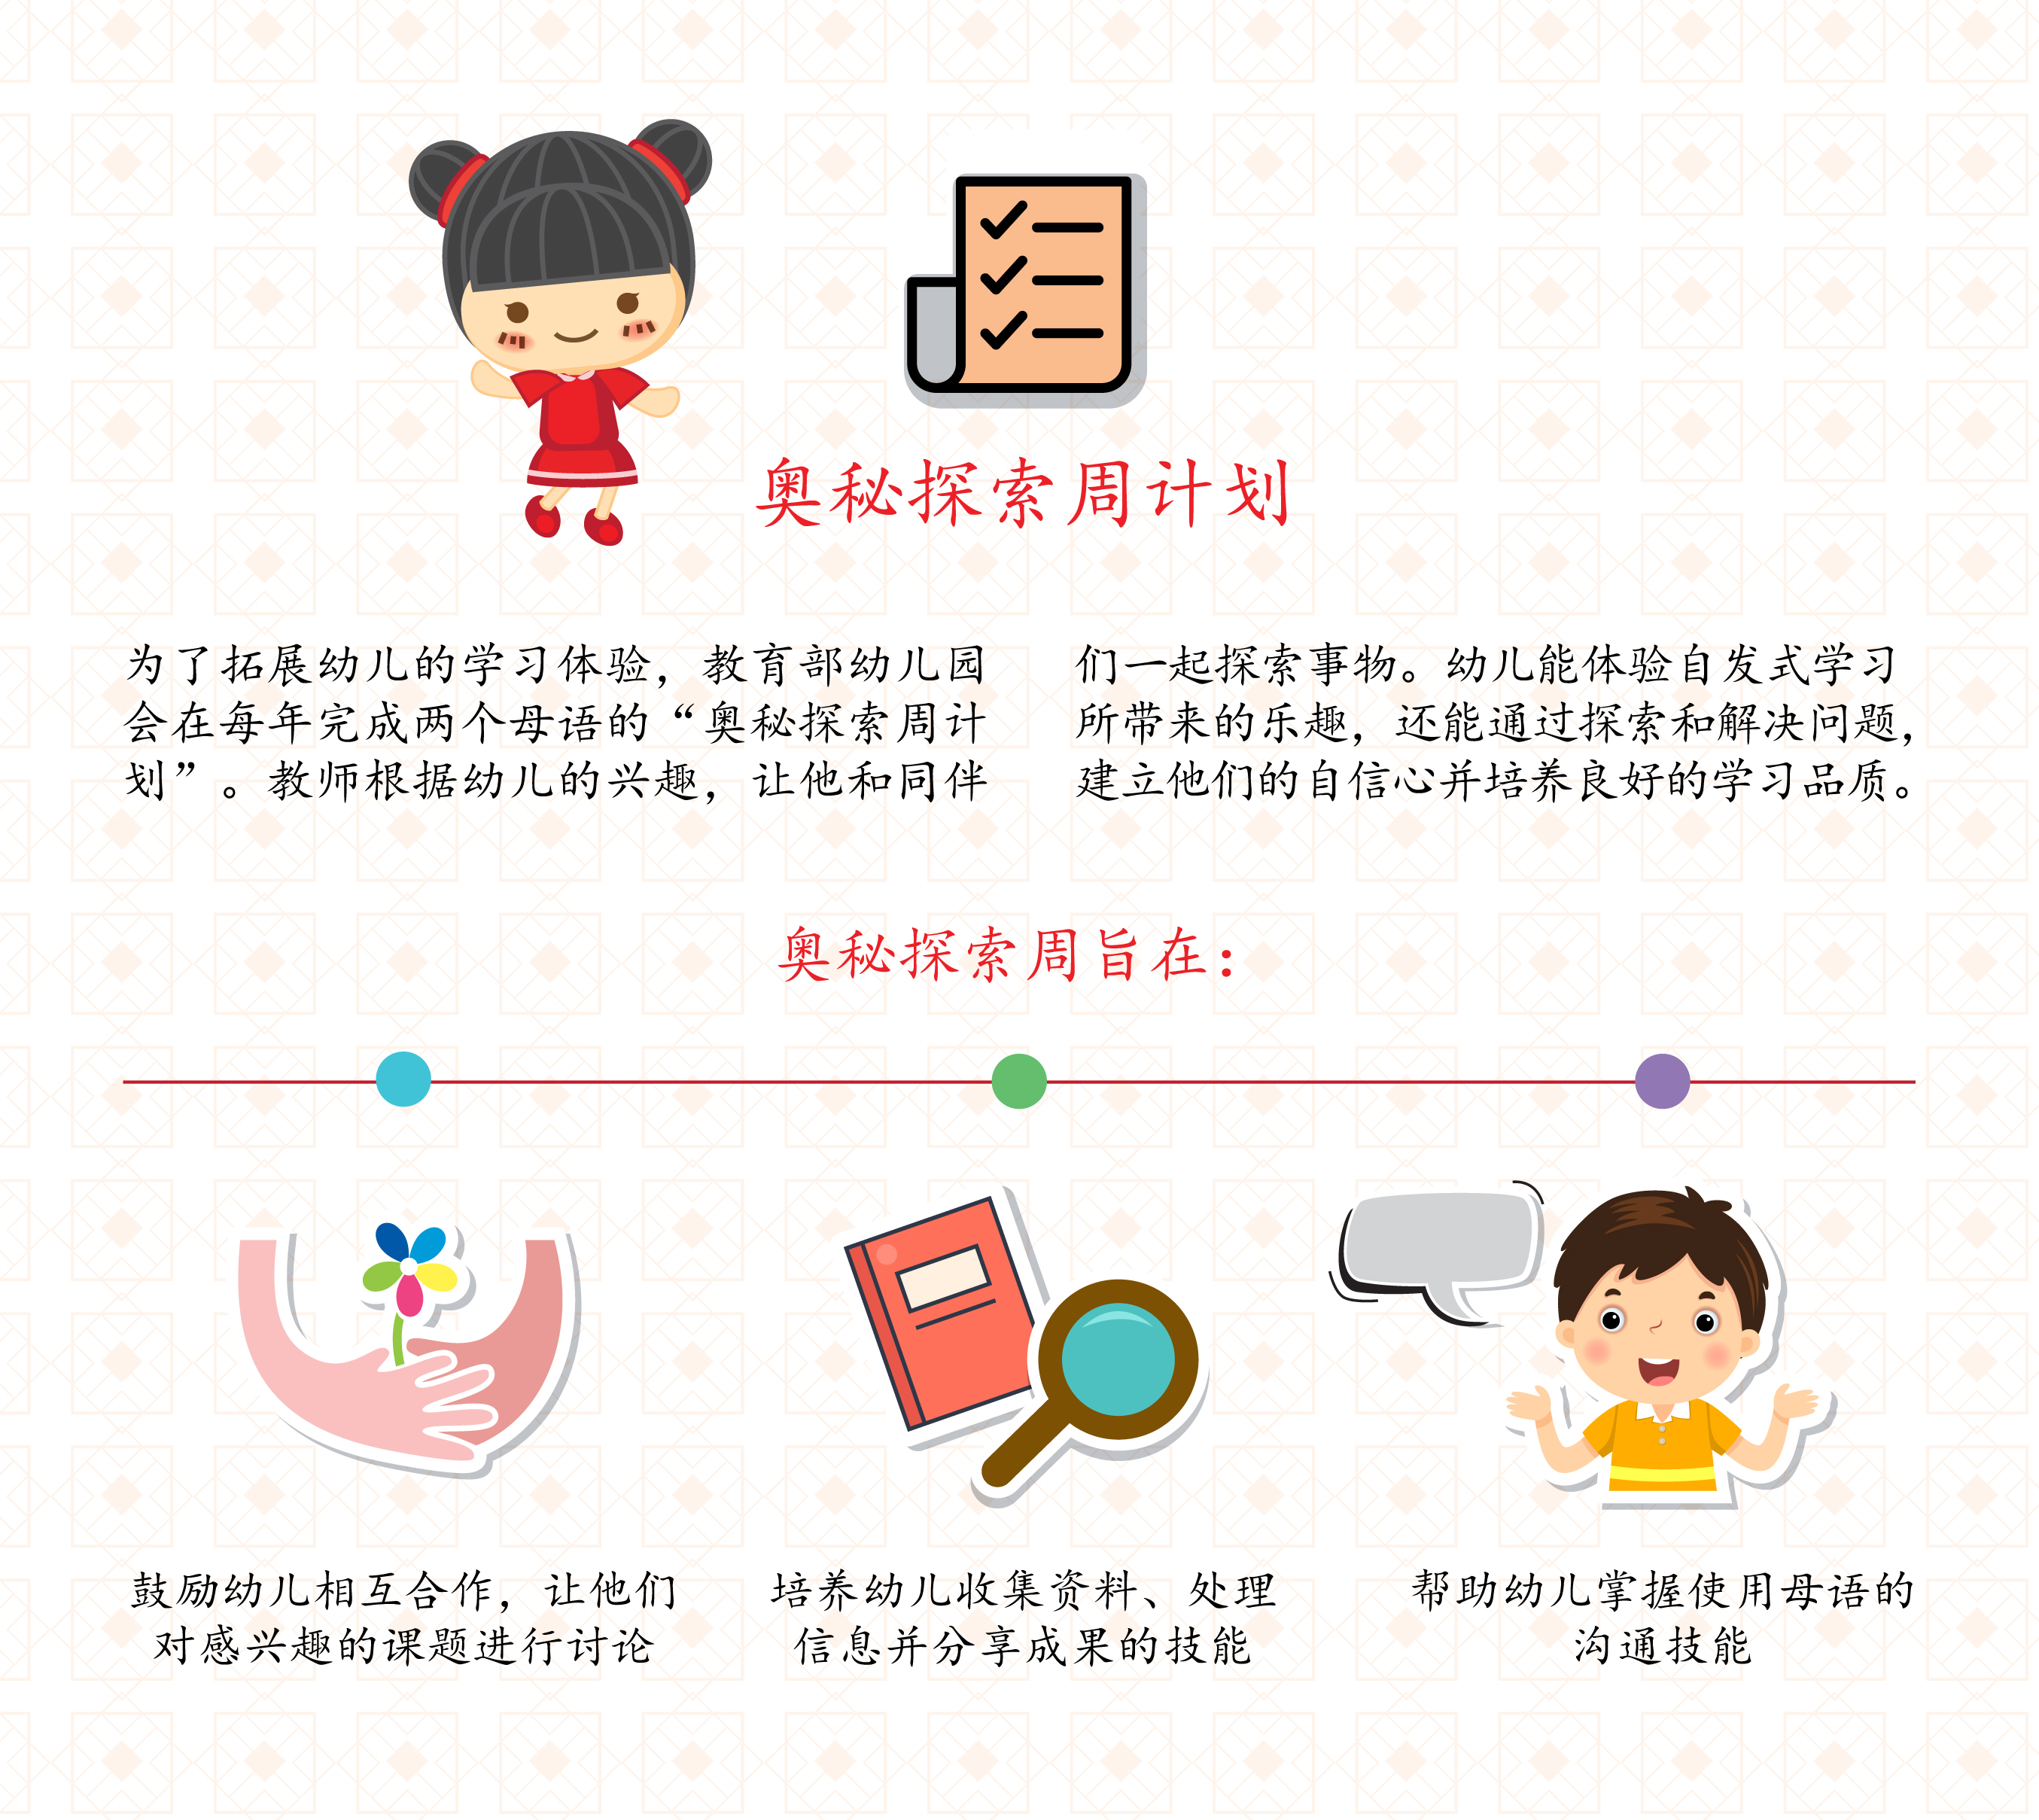 奥秘探索周计划
为了拓展幼儿的学习体验，教育部幼儿园
会在每年完成两个母语的“奥秘探索周计
划”。教师根据幼儿的兴趣，让他和同伴
们一起探索事物。幼儿能体验自发式学习
所带来的乐趣，还能通过探索和解决问题，
建立他们的自信心并培养良好的学习品质。
奥秘探索周旨在：
鼓励幼儿相互合作，让他们
对感兴趣的课题进行讨论
培养幼儿收集资料、处理
信息并分享成果的技能
帮助幼儿掌握使用母语的
沟通技能